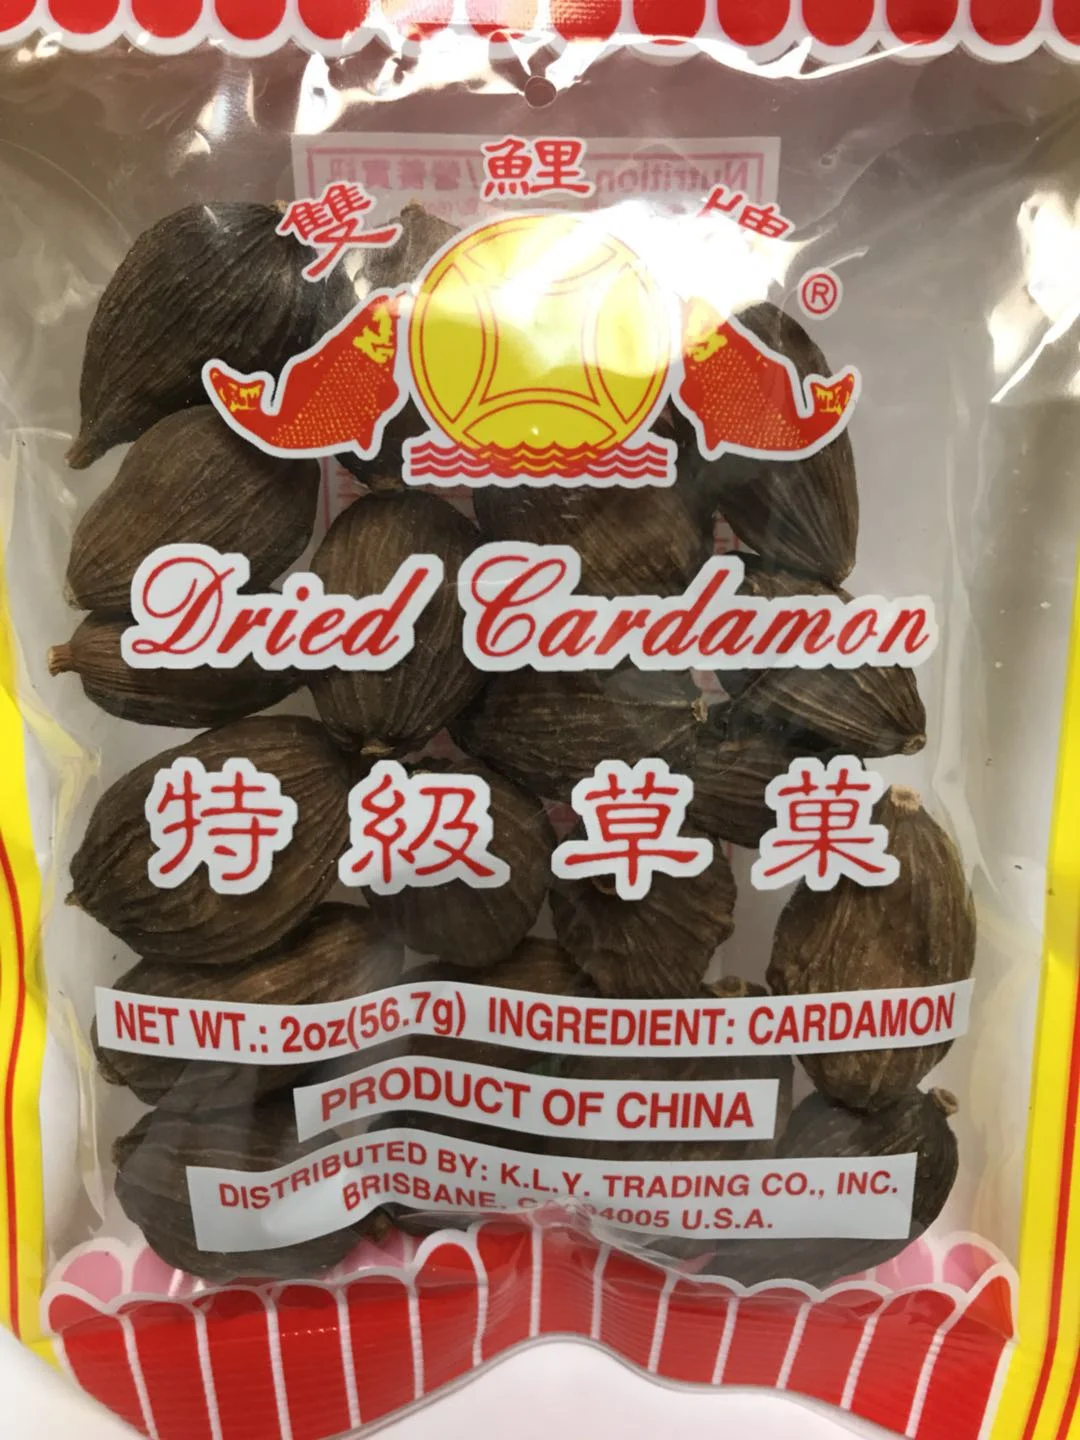 雙鯉牌
®
Dried Cardamon
特級草菓
NET WT.: 2oz(56.7g) INGREDIENT: CARDAMON
PRODUCT OF CHINA
DISTRIBUTED BY: K.L.Y. TRADING CO., INC.
BRISBANE, U.S.A.